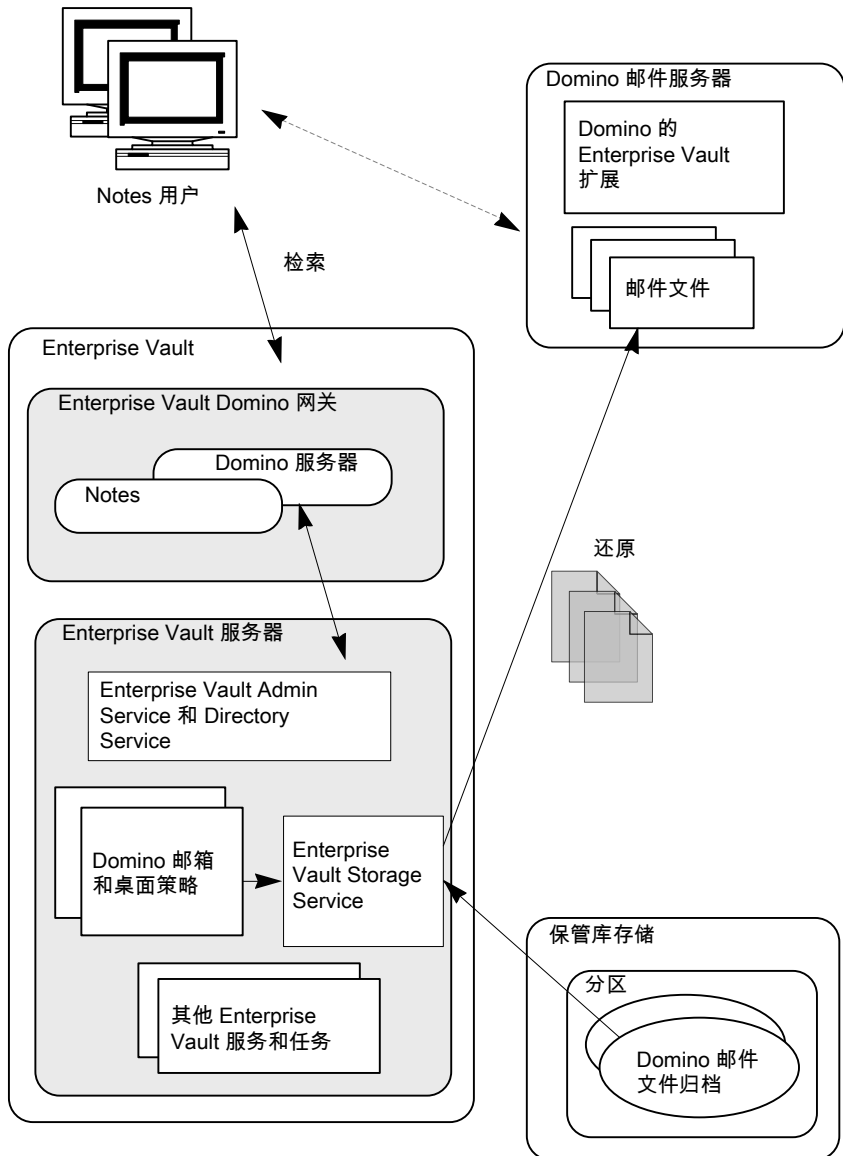 Domino 邮件服务器
Domino 的
Enterprise Vault
扩展
邮件文件
Notes 用户
检索
Enterprise Vault
Enterprise Vault Domino 网关
Domino 服务器
Notes
还原
Enterprise Vault 服务器
Enterprise Vault Admin
Service 和 Directory
Service
Domino 邮箱
和桌面策略
Enterprise
Vault Storage
Service
其他 Enterprise
Vault 服务和任务
保管库存储
分区
Domino 邮件
文件归档